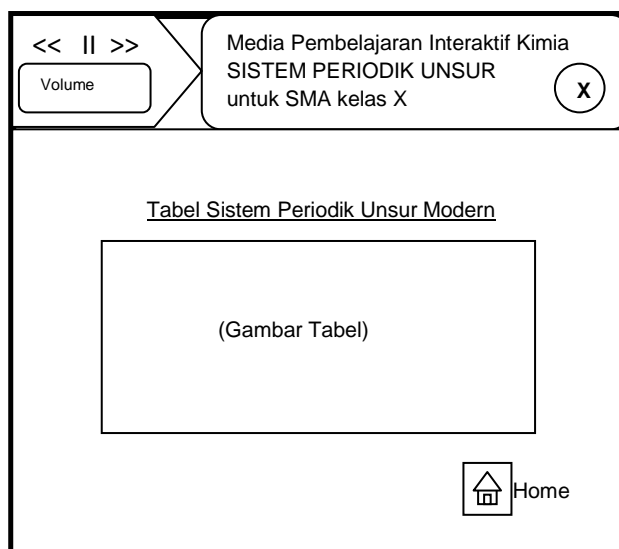 << II >>
Volume
Media Pembelajaran Interaktif Kimia
SISTEM PERIODIK UNSUR
untuk SMA kelas X
X
Tabel Sistem Periodik Unsur Modern
(Gambar Tabel)
Home